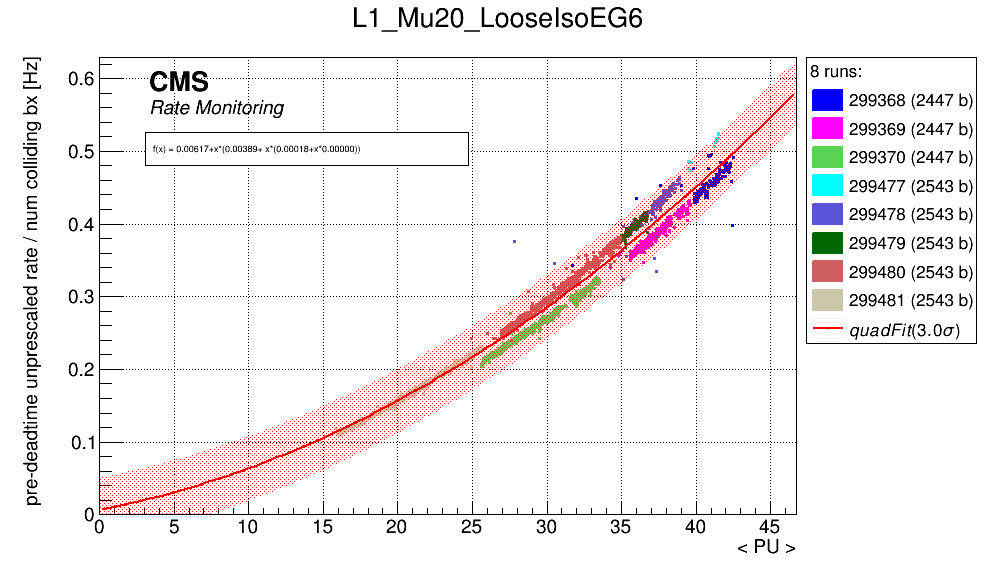 L1_Mu20_LooseIsoEG6
pre-deadtime unprescaled rate / num colliding bx [Hz]
0.6
0.5
0.4
0.3
0.2
0.1
0
CMS
Rate Monitoring
f(x) = 0.00617+x*(0.00389+ x*(0.00018+x*0.00000))
0 5 10 15 20 25 30 35 40 45
< PU >
8 runs:
299368 (2447 b)
299369 (2447 b)
299370 (2447 b)
299477 (2543 b)
299478 (2543 b)
299479 (2543 b)
299480 (2543 b)
299481 (2543 b)
quadFit(3.0σ)